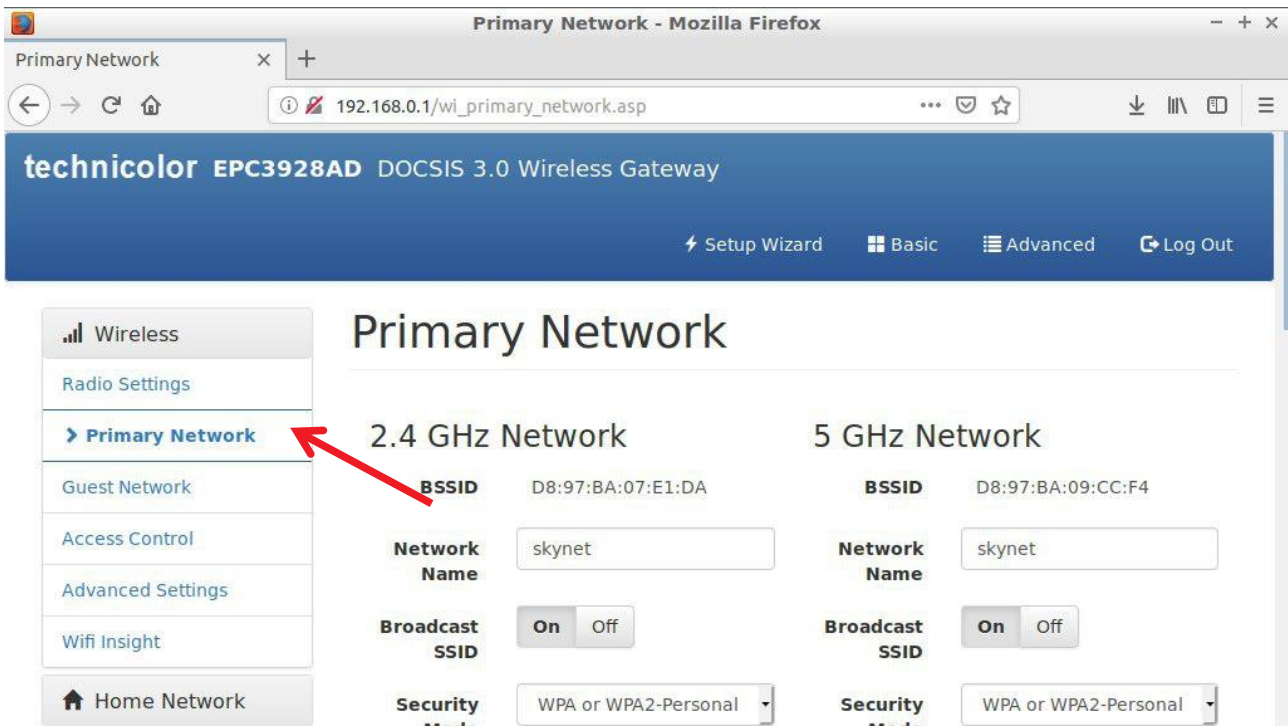 Primary Network - Mozilla Firefox
Primary Network
192.168.0.1/wi_primary_network.asp
technicolor EPC3928AD DOCSIS 3.0 Wireless Gateway
Setup Wizard Basic Advanced Log Out
Wireless
Radio Settings
Primary Network
Guest Network
Access Control
Advanced Settings
Wifi Insight
Home Network
Primary Network
2.4 GHz Network
BSSID D8:97:BA:07:E1:DA
Network Name skynet
Broadcast SSID On Off
Security Mode WPA or WPA2-Personal
5 GHz Network
BSSID D8:97:BA:09:CC:F4
Network Name skynet
Broadcast SSID On Off
Security Mode WPA or WPA2-Personal